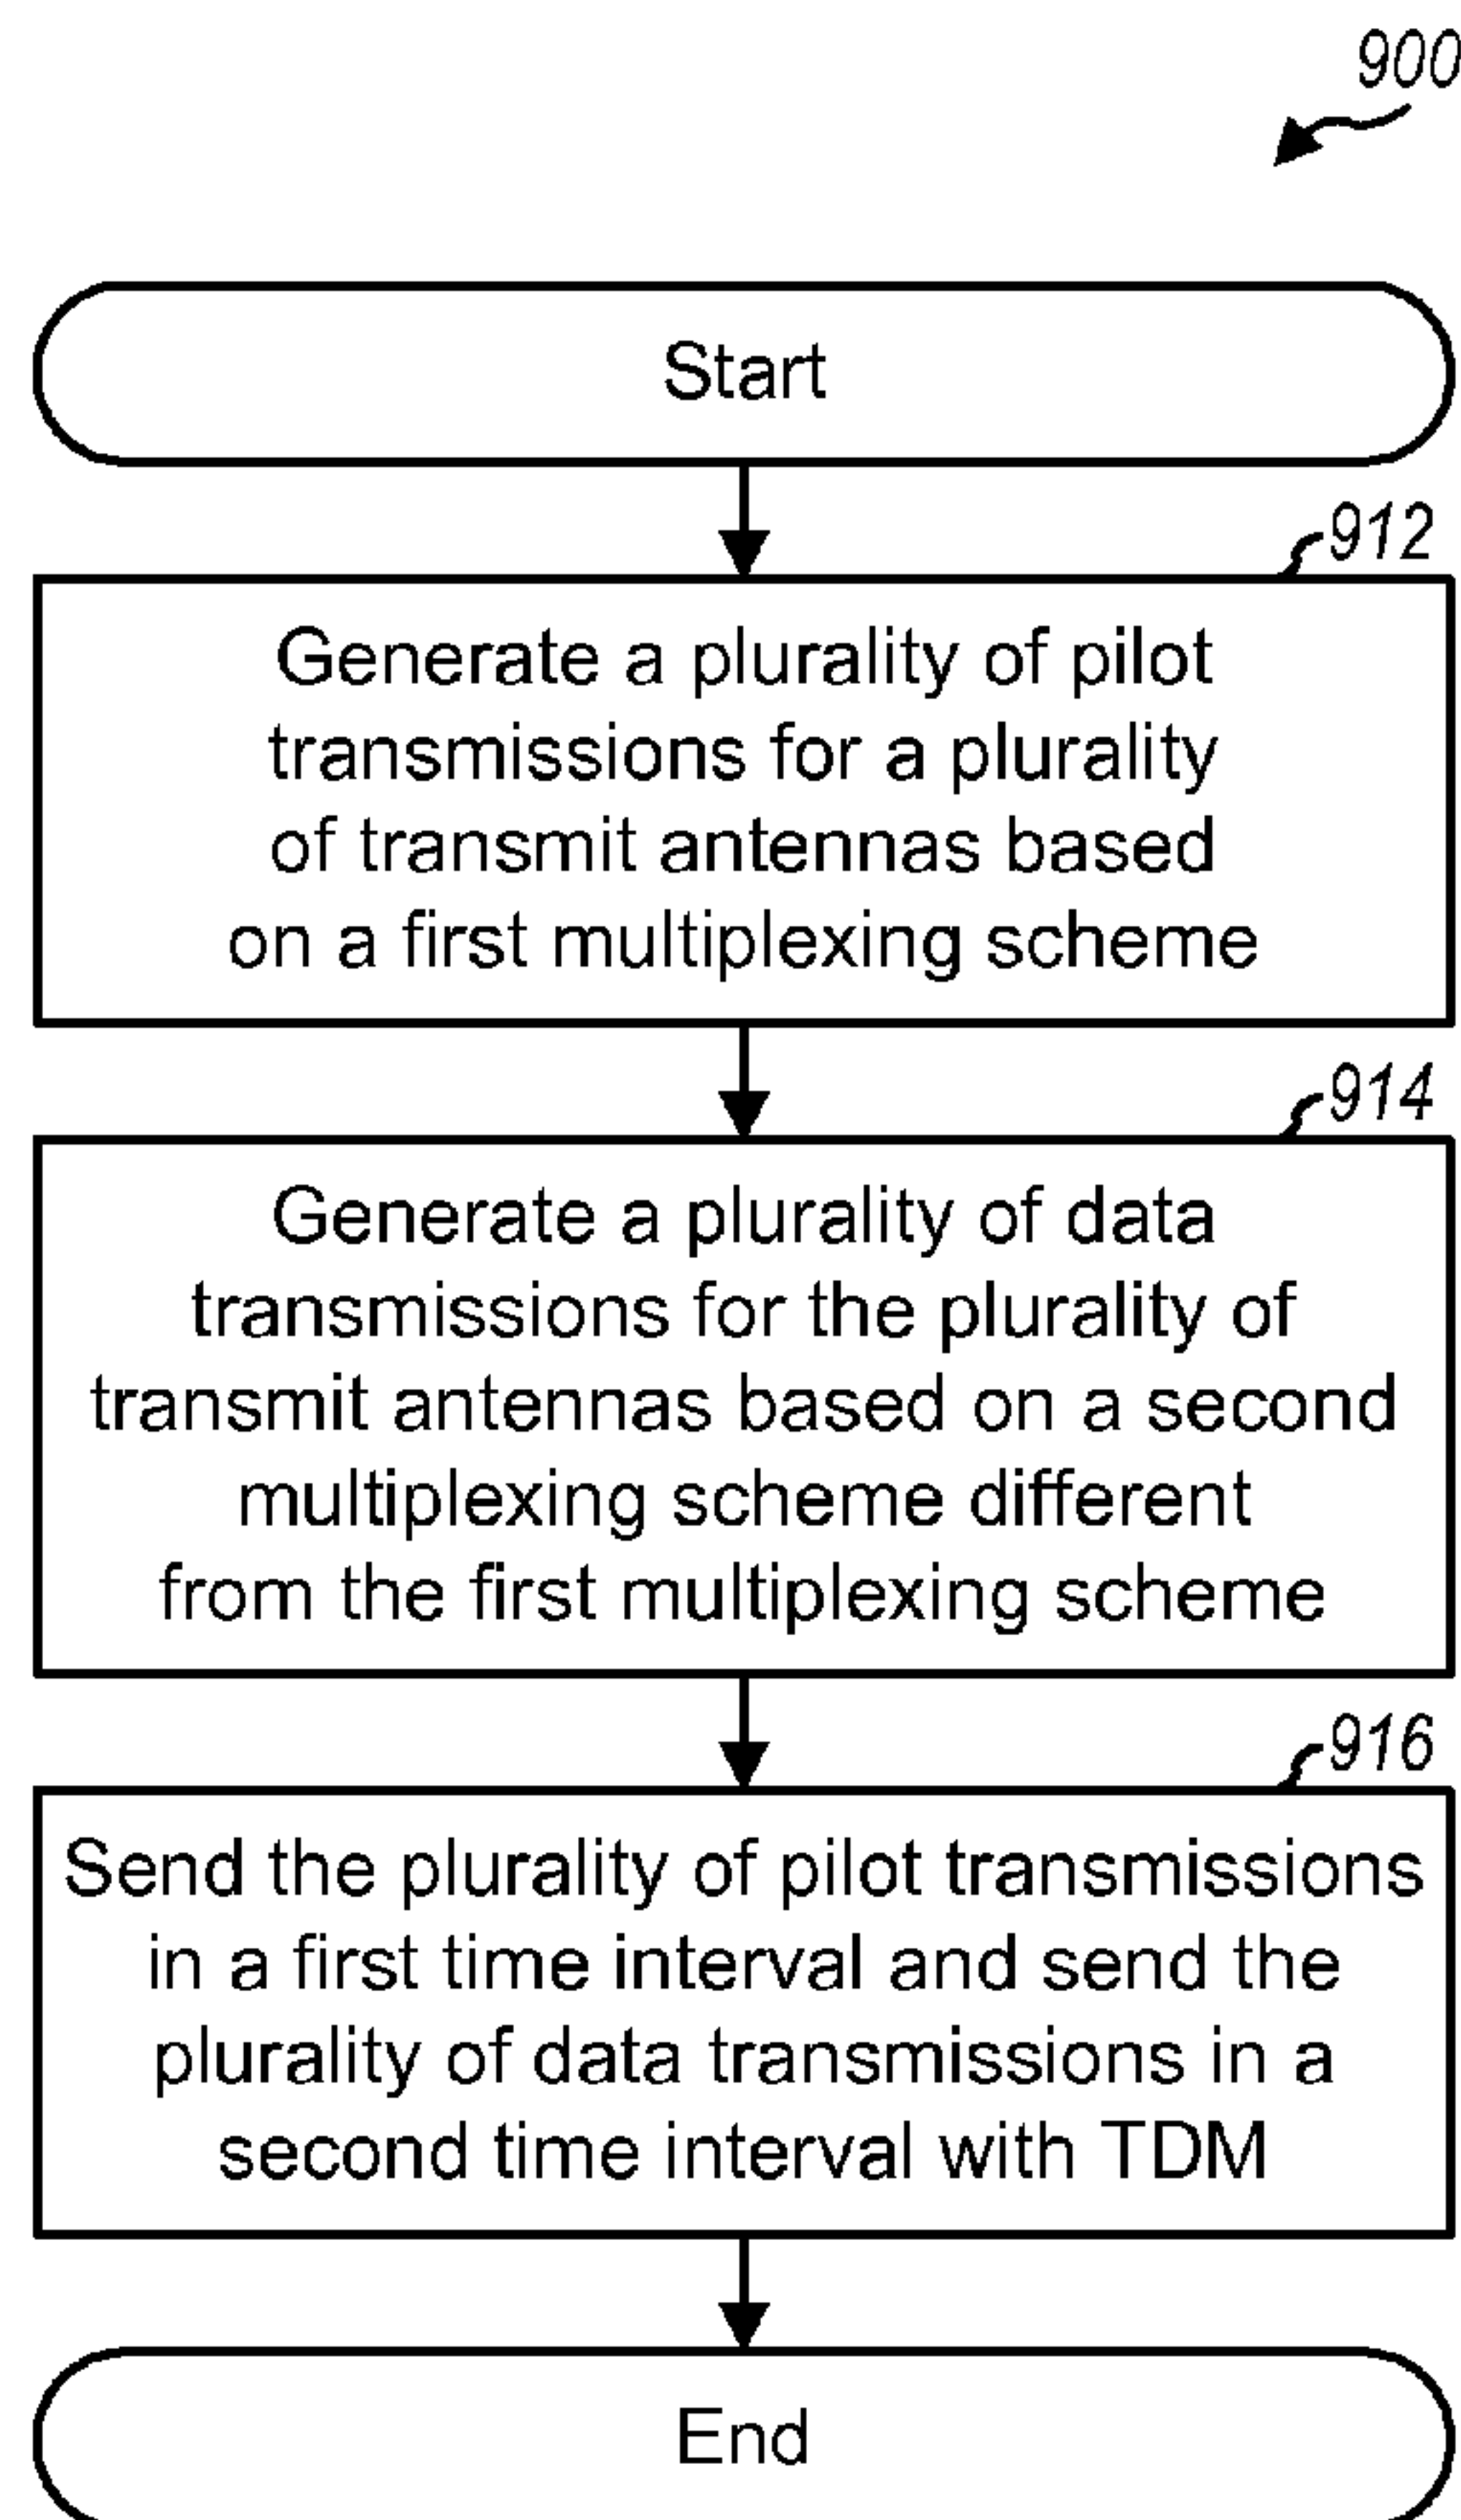 900
Start
912
Generate a plurality of pilot
transmissions for a plurality
of transmit antennas based
on a first multiplexing scheme
914
Generate a plurality of data
transmissions for the plurality of
transmit antennas based on a second
multiplexing scheme different
from the first multiplexing scheme
916
Send the plurality of pilot transmissions
in a first time interval and send the
plurality of data transmissions in a
second time interval with TDM
End